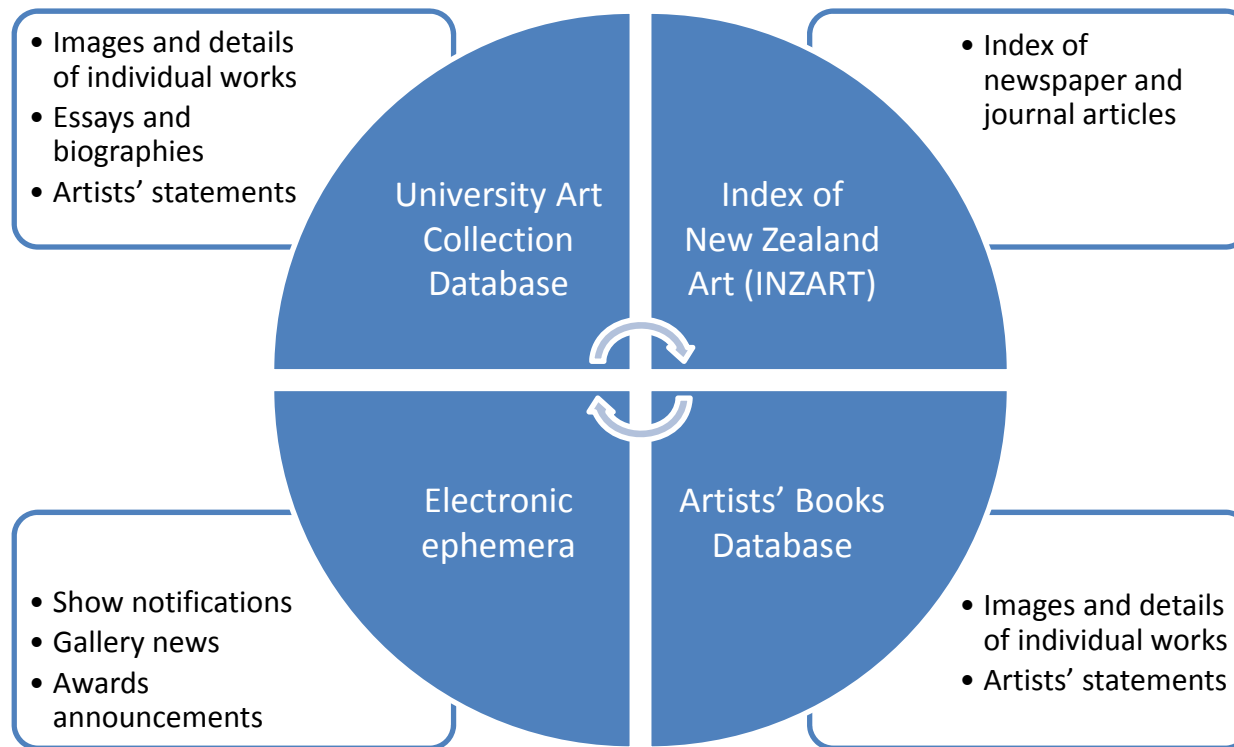 • Images and details
of individual works
• Essays and
biographies
• Artists’ statements
• Index of
newspaper and
journal articles
University Art
Collection
Database
Index of
New Zealand
Art (INZART)
Electronic
ephemera
Artists’ Books
Database
• Show notifications
• Gallery news
• Awards
announcements
• Images and details
of individual works
• Artists’ statements